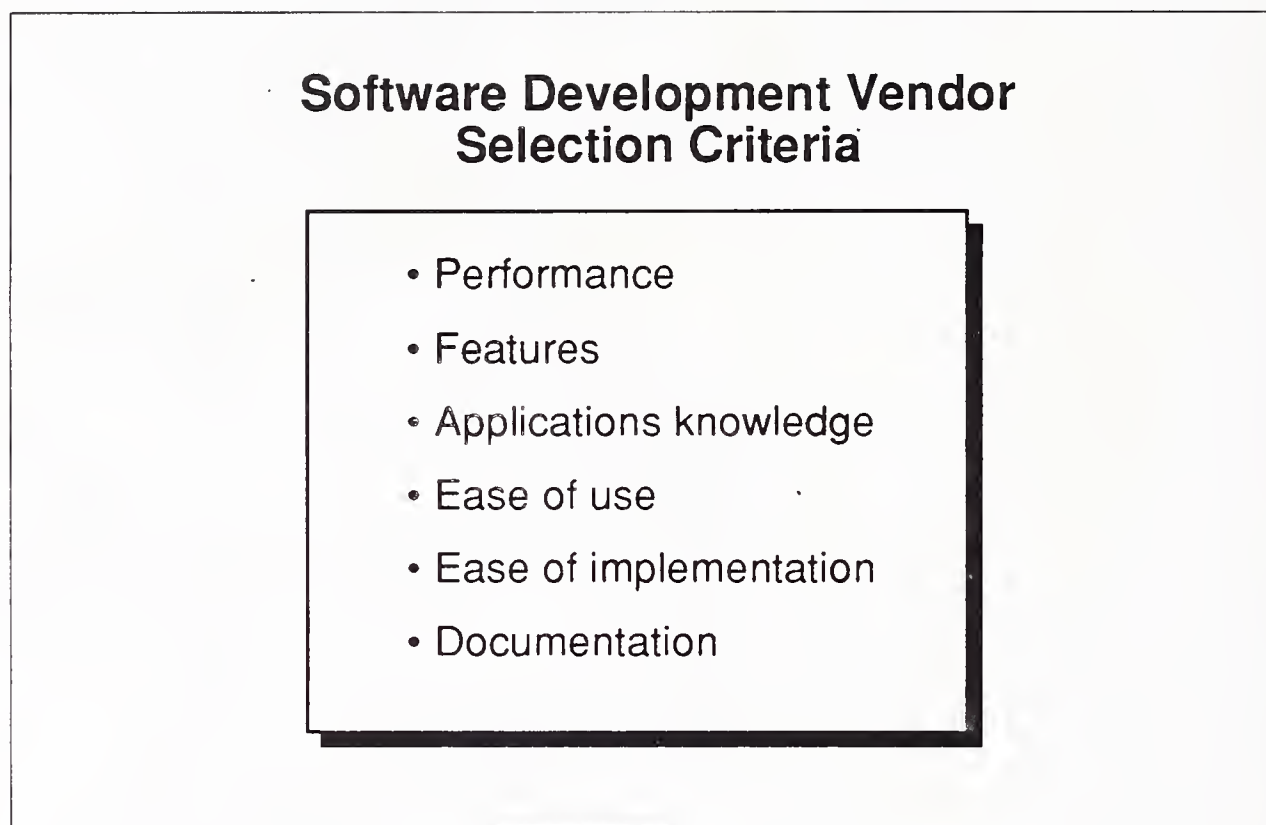 Software Development Vendor
Selection Criteria
• Performance
• Features
• Applications knowledge
• Ease of use
• Ease of implementation
• Documentation